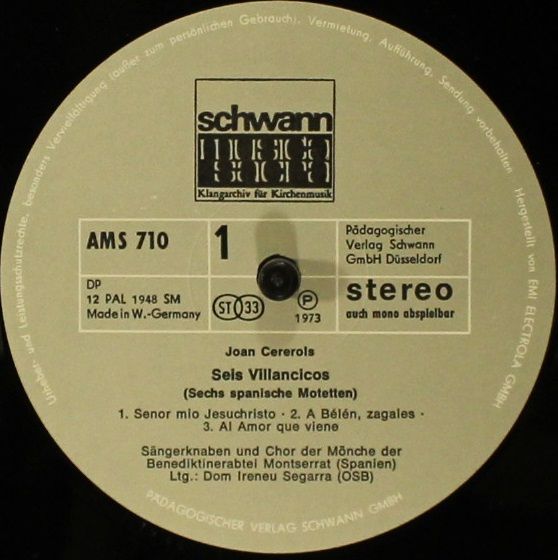 Urheber- und Leistungsschutzrechte, besonders Vervielfältigung (außer zum persönlichen Gebrauch), Vermietung, Aufführung, Sendung vorbehalten Hergestellt von EMI ELECTROLA GMBH
schwann
musica sacra
Klangarchiv für Kirchenmusik
AMS 710
1
Pädagogischer
Verlag Schwann
GmbH Düsseldorf
DP
12 PAL 1948 SM
Made in W.-Germany
ST 33
P
1973
stereo
auch mono abspielbar
Joan Cererols
Seis Villancicos
(Sechs spanische Motetten)
1. Senor mio Jesuchristo · 2. A Bélén, zagales ·
3. Al Amor que viene
Sängerknaben und Chor der Mönche der
Benediktinerabtei Montserrat (Spanien)
Ltg.: Dom Ireneu Segarra (OSB)
PÄDAGOGISCHER VERLAG SCHWANN GMBH